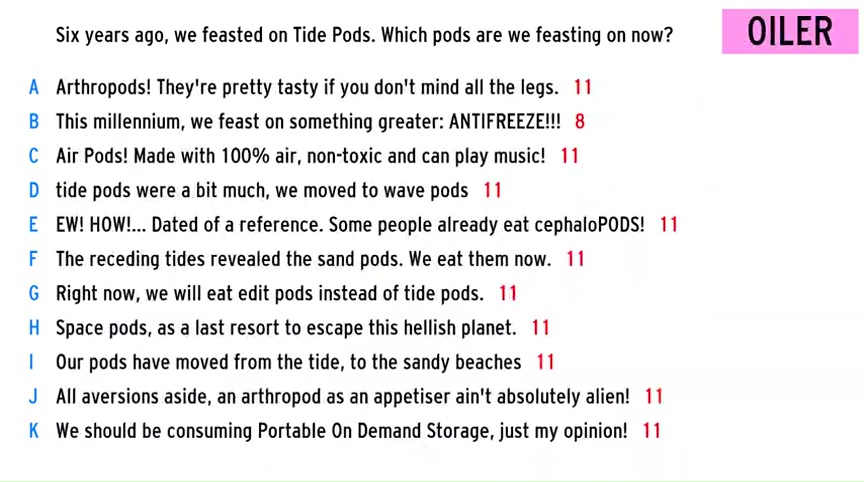 Six years ago, we feasted on Tide Pods. Which pods are we feasting on now?
OILER
A Arthropods! They're pretty tasty if you don't mind all the legs. 11
B This millennium, we feast on something greater: ANTIFREEZE!!! 8
C Air Pods! Made with 100% air, non-toxic and can play music! 11
D tide pods were a bit much, we moved to wave pods 11
E EW! HOW!... Dated of a reference. Some people already eat cephaloPODS! 11
F The receding tides revealed the sand pods. We eat them now. 11
G Right now, we will eat edit pods instead of tide pods. 11
H Space pods, as a last resort to escape this hellish planet. 11
I Our pods have moved from the tide, to the sandy beaches 11
J All aversions aside, an arthropod as an appetiser ain't absolutely alien! 11
K We should be consuming Portable On Demand Storage, just my opinion! 11